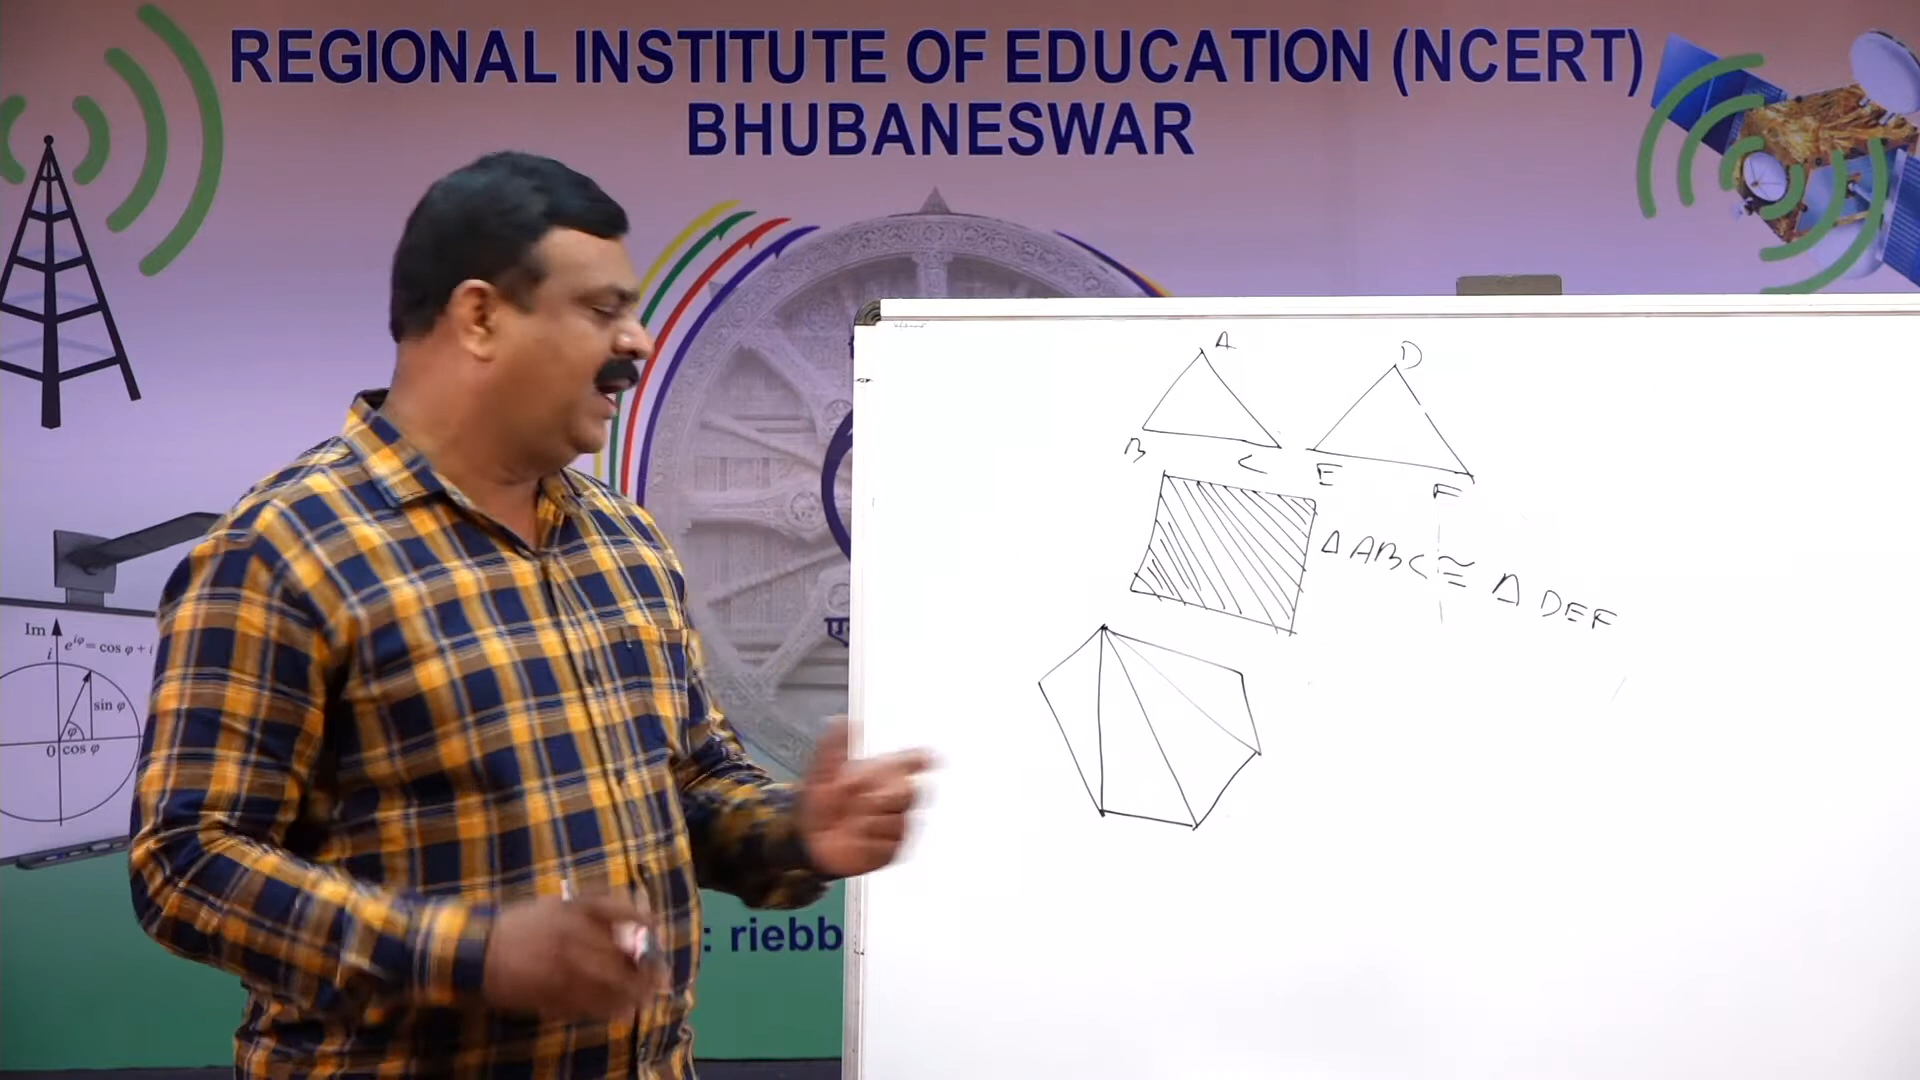 REGIONAL INSTITUTE OF EDUCATION (NCERT)
BHUBANESWAR
A
D
B
C
E
F
Δ ABC ≅ Δ DEF
Im
i
e^iφ = cos φ + i
sin φ
φ
0
cos φ
: riebb